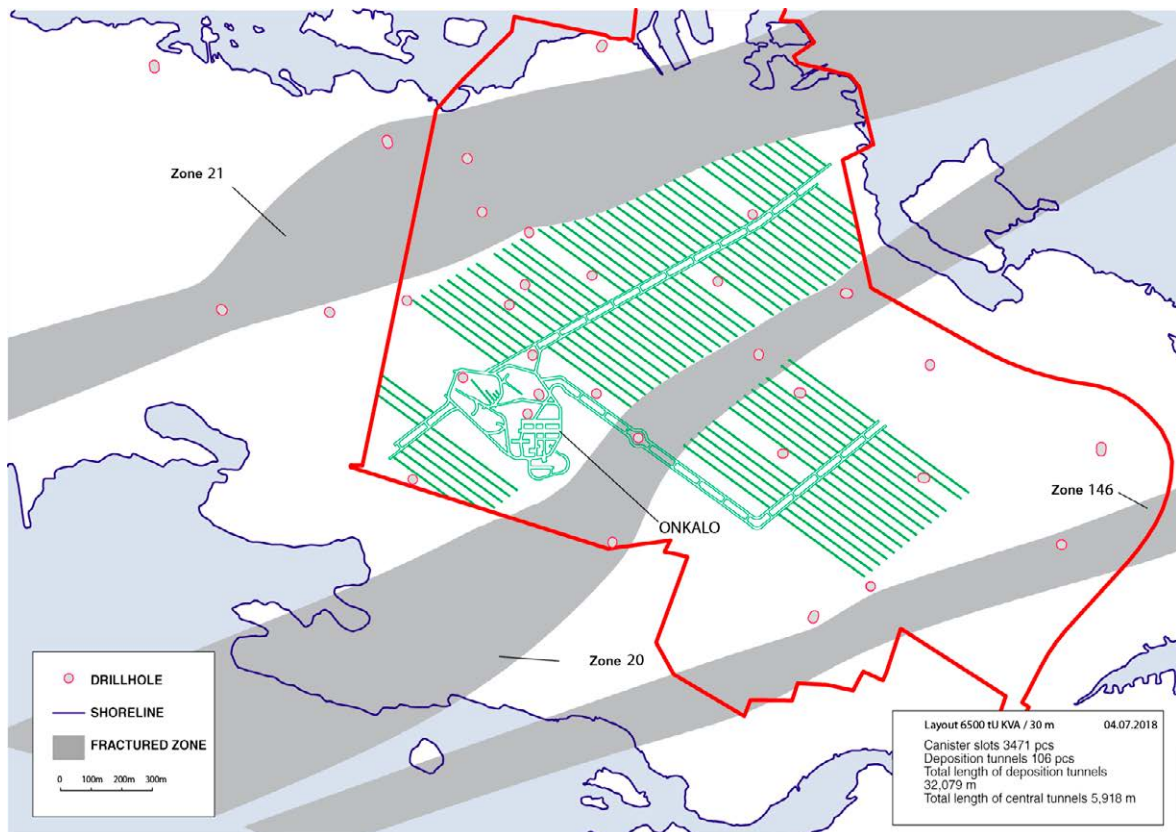 Zone 21
Zone 146
ONKALO
Zone 20
DRILLHOLE
SHORELINE
FRACTURED ZONE
0 100m 200m 300m
Layout 6500 tU KVA / 30 m 04.07.2018
Canister slots 3471 pcs
Deposition tunnels 106 pcs
Total length of deposition tunnels
32,079 m
Total length of central tunnels 5,918 m